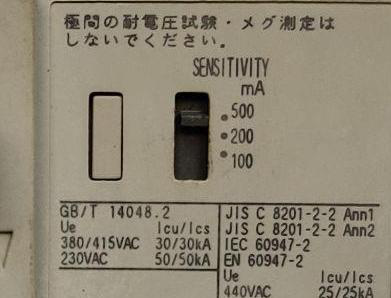 極間の耐電圧試験・メグ測定は
しないでください。
SENSITIVITY
mA
500
200
100
GB/T 14048.2
Ue Icu/Ics
380/415VAC 30/30kA
230VAC 50/50kA
JIS C 8201-2-2 Ann1
JIS C 8201-2-2 Ann2
IEC 60947-2
EN 60947-2
Ue Icu/Ics
440VAC 25/25kA